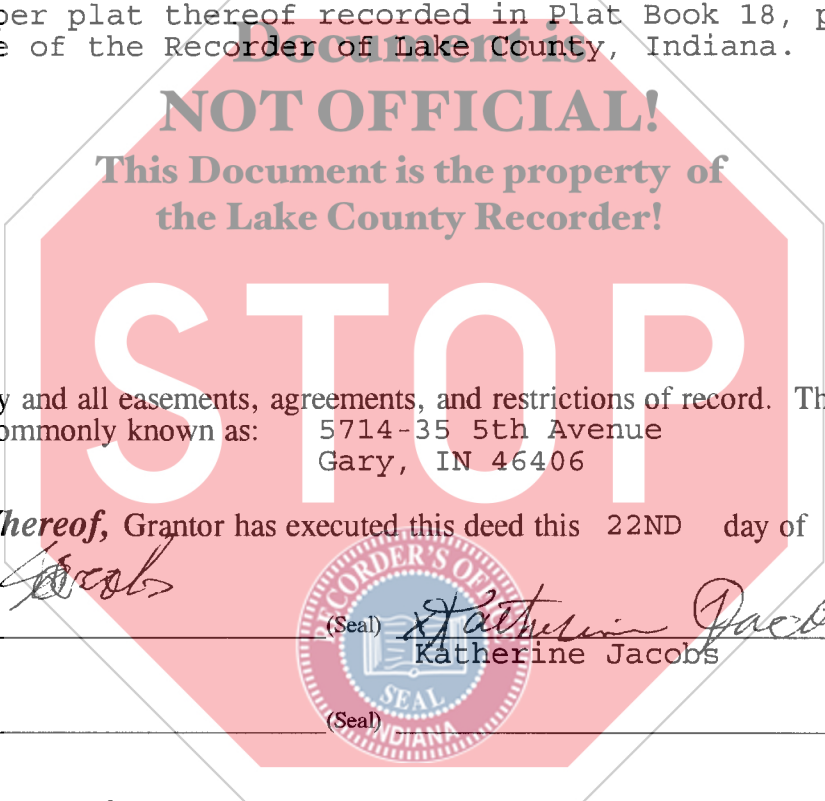 per plat thereof recorded in Plat Book 18, p
e of the Recorder of Lake County, Indiana.
Document is
NOT OFFICIAL!
This Document is the property of
the Lake County Recorder!
STOP
y and all easements, agreements, and restrictions of record. Th
ommonly known as: 5714-35 5th Avenue
Gary, IN 46406
hereof, Grantor has executed this deed this 22ND day of
Jacobs
(Seal) x Katherine Jacob
Katherine Jacobs
RECORDER'S OF
SEAL
INDIANA
(Seal)